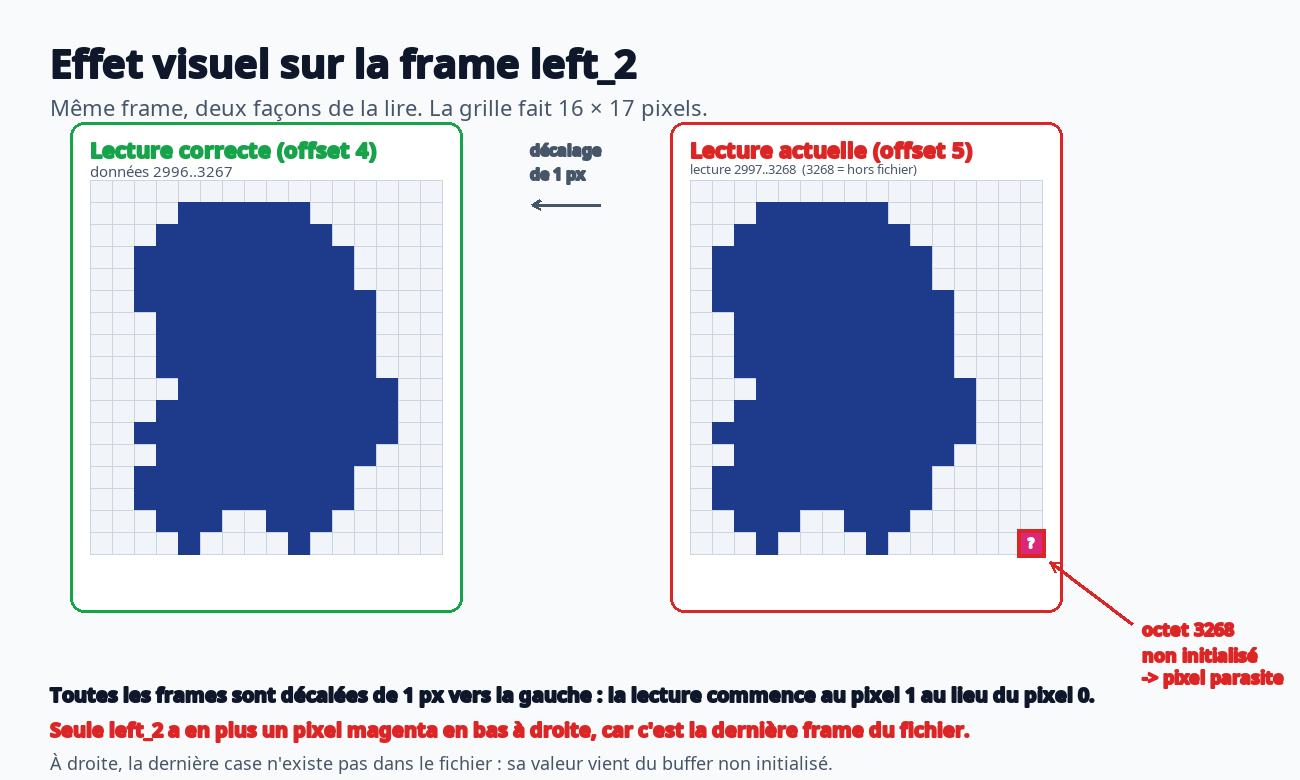 Effet visuel sur la frame left_2
Même frame, deux façons de la lire. La grille fait 16 × 17 pixels.
Lecture correcte (offset 4)
données 2996..3267
décalage
de 1 px
Lecture actuelle (offset 5)
lecture 2997..3268 (3268 = hors fichier)
?
octet 3268
non initialisé
-> pixel parasite
Toutes les frames sont décalées de 1 px vers la gauche : la lecture commence au pixel 1 au lieu du pixel 0.
Seule left_2 a en plus un pixel magenta en bas à droite, car c'est la dernière frame du fichier.
À droite, la dernière case n'existe pas dans le fichier : sa valeur vient du buffer non initialisé.